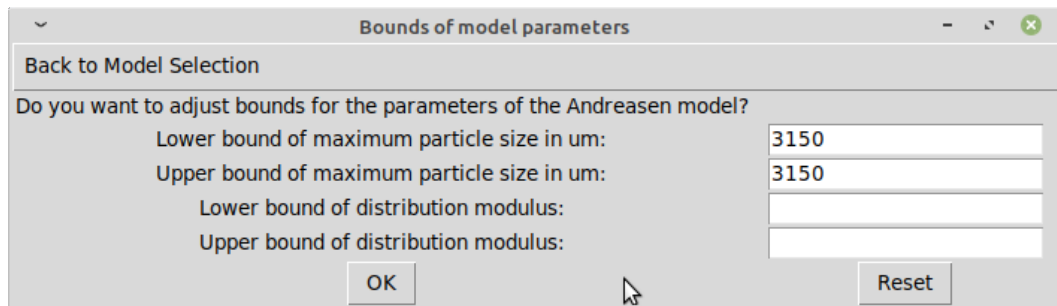 Bounds of model parameters
Back to Model Selection
Do you want to adjust bounds for the parameters of the Andreasen model?
Lower bound of maximum particle size in um: 3150
Upper bound of maximum particle size in um: 3150
Lower bound of distribution modulus:
Upper bound of distribution modulus:
OK Reset